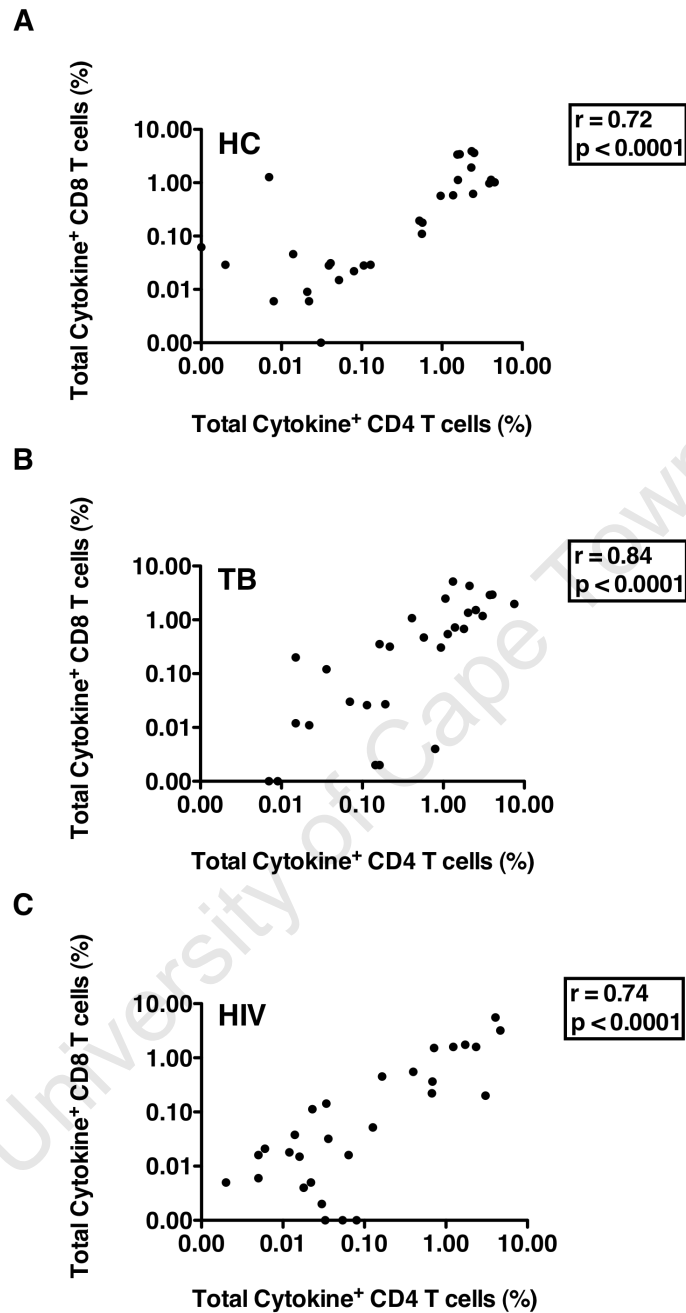 A
Total Cytokine⁺ CD8 T cells (%)
10.00
1.00
0.10
0.01
0.00
HC
r = 0.72
p < 0.0001
0.00 0.01 0.10 1.00 10.00
Total Cytokine⁺ CD4 T cells (%)
B
Total Cytokine⁺ CD8 T cells (%)
10.00
1.00
0.10
0.01
0.00
TB
r = 0.84
p < 0.0001
0.00 0.01 0.10 1.00 10.00
Total Cytokine⁺ CD4 T cells (%)
C
Total Cytokine⁺ CD8 T cells (%)
10.00
1.00
0.10
0.01
0.00
HIV
r = 0.74
p < 0.0001
0.00 0.01 0.10 1.00 10.00
Total Cytokine⁺ CD4 T cells (%)
University of Cape Town